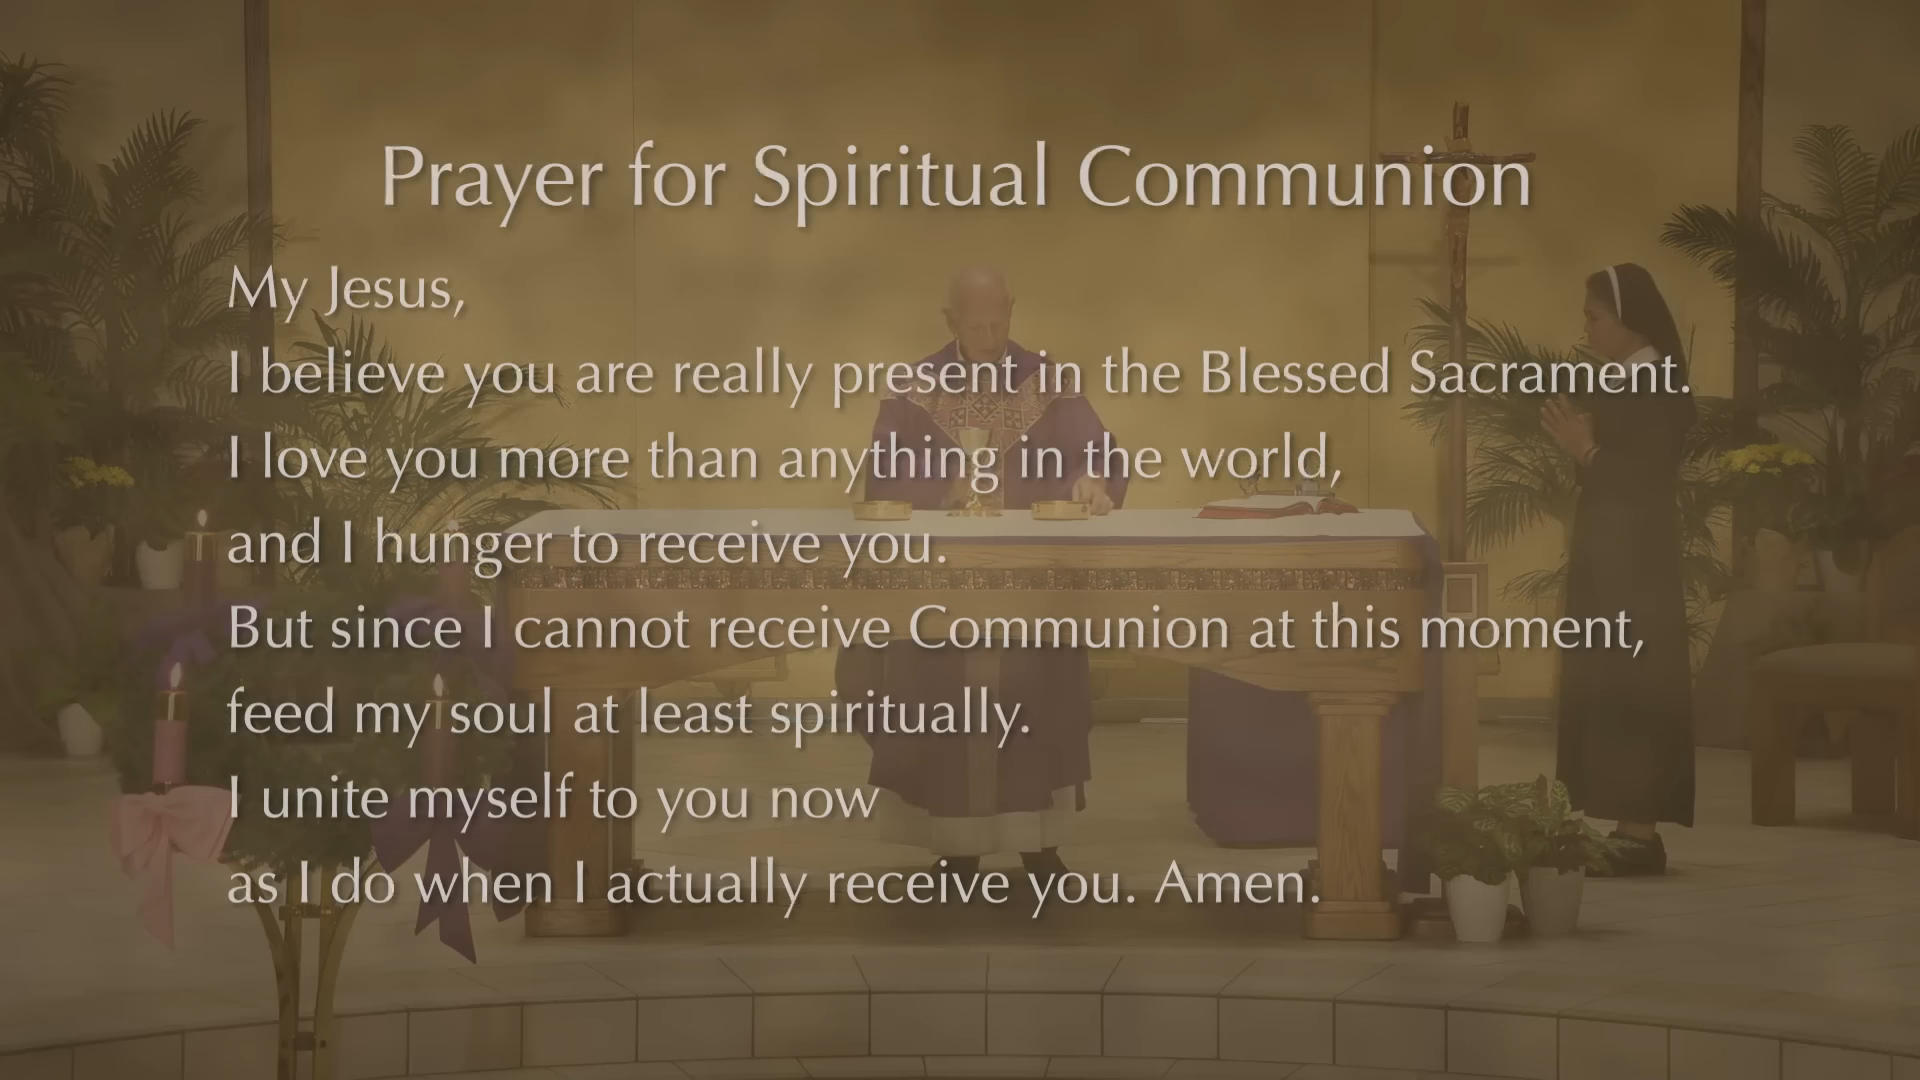 Prayer for Spiritual Communion
My Jesus,
I believe you are really present in the Blessed Sacrament.
I love you more than anything in the world,
and I hunger to receive you.
But since I cannot receive Communion at this moment,
feed my soul at least spiritually.
I unite myself to you now
as I do when I actually receive you. Amen.